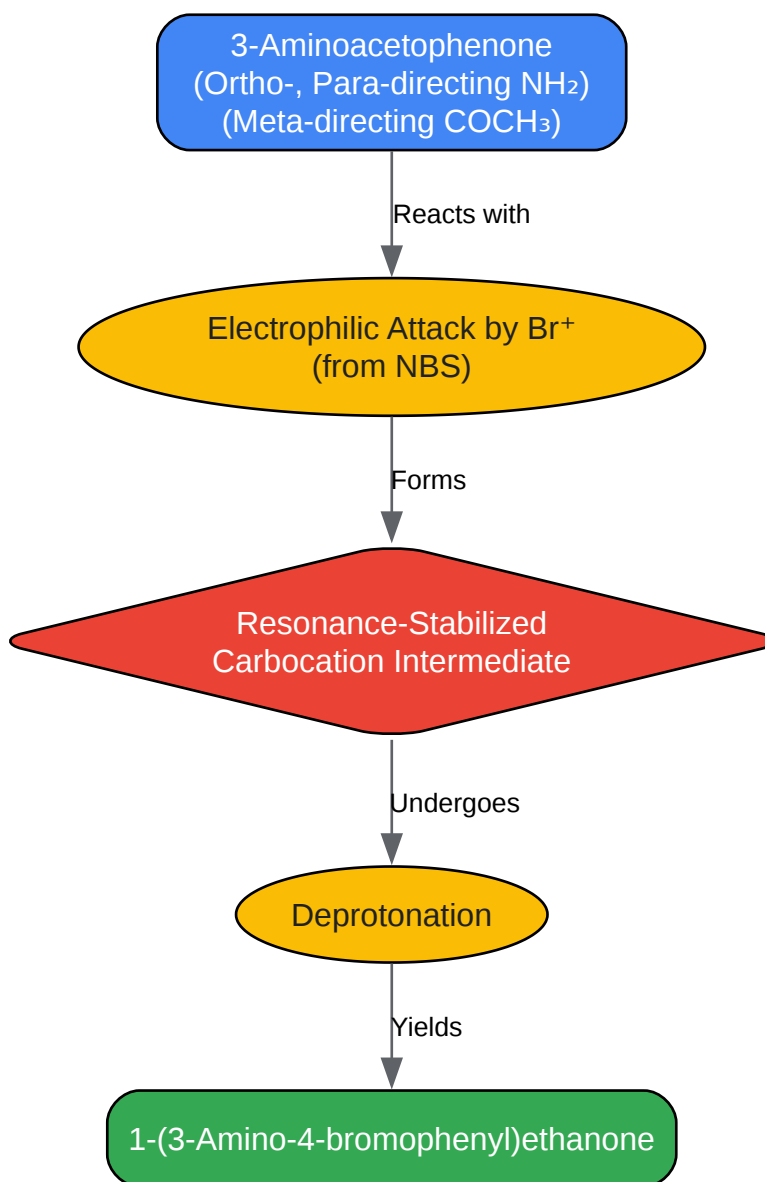 3-Aminoacetophenone
(Ortho-, Para-directing NH₂)
(Meta-directing COCH₃)
Reacts with
Electrophilic Attack by Br⁺
(from NBS)
Forms
Resonance-Stabilized
Carbocation Intermediate
Undergoes
Deprotonation
Yields
1-(3-Amino-4-bromophenyl)ethanone